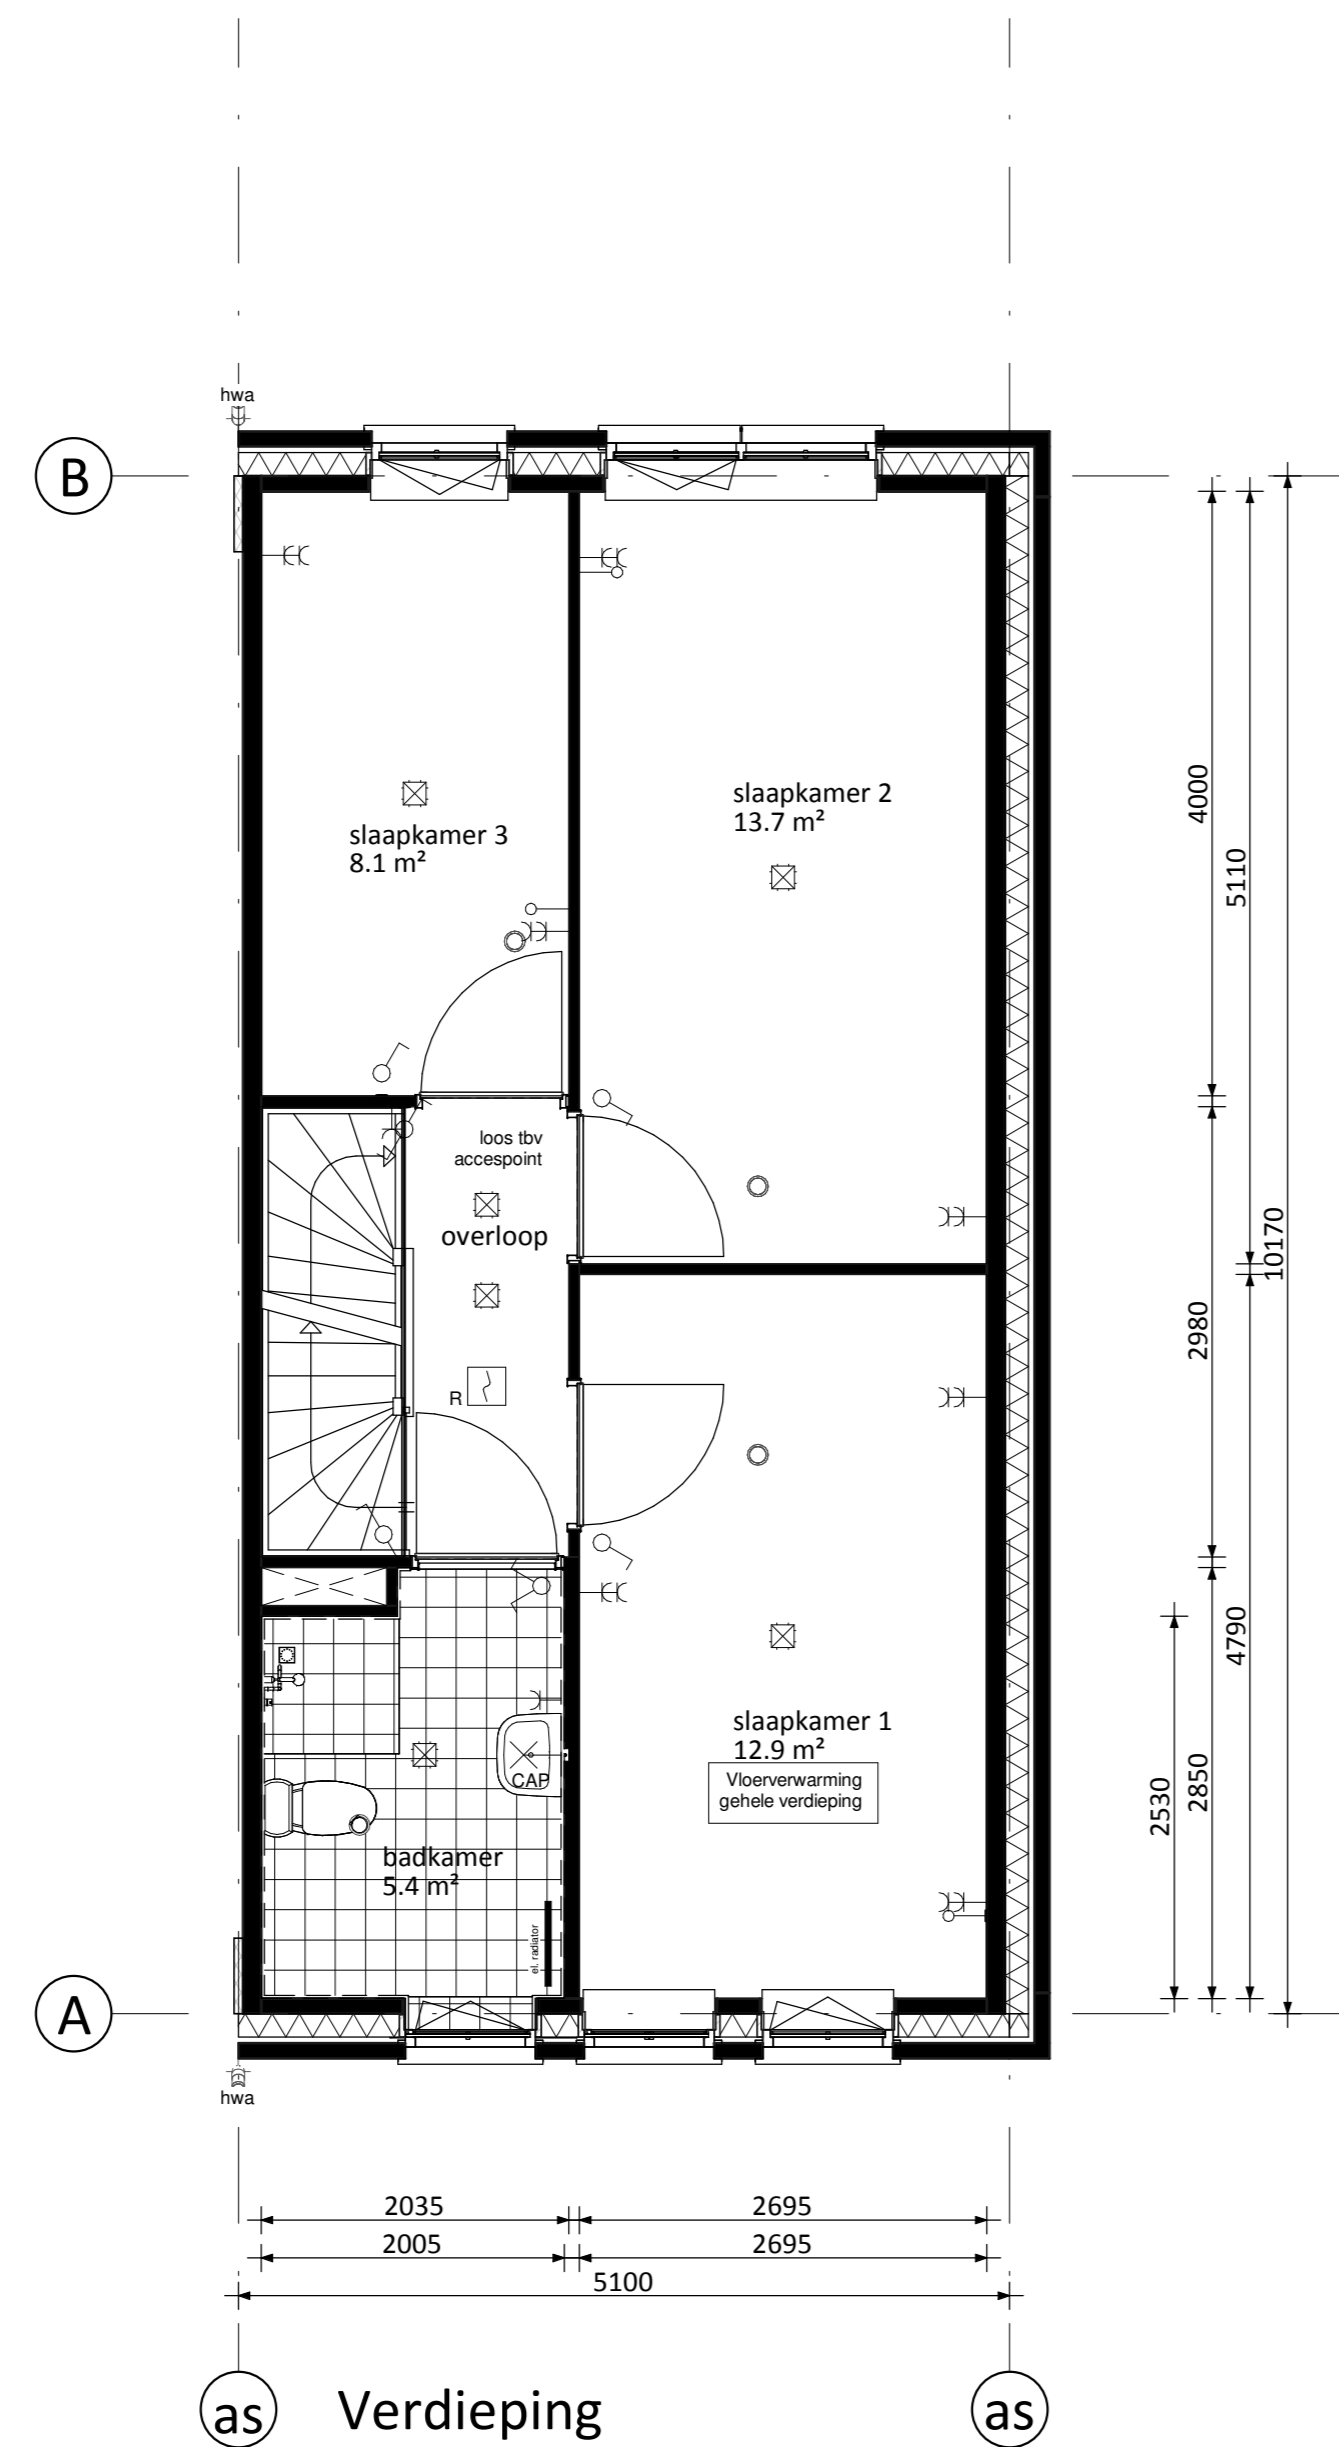 hwa
B
slaapkamer 2
13.7 m²
slaapkamer 3
8.1 m²
4000
5110
loos tbv
accespoint
overloop
10170
2980
R
4790
slaapkamer 1
12.9 m²
Vloerverwarming
gehele verdieping
CAP
2530
2850
badkamer
5.4 m²
el. radiator
A
hwa
2035
2695
2005
2695
5100
as
Verdieping
as